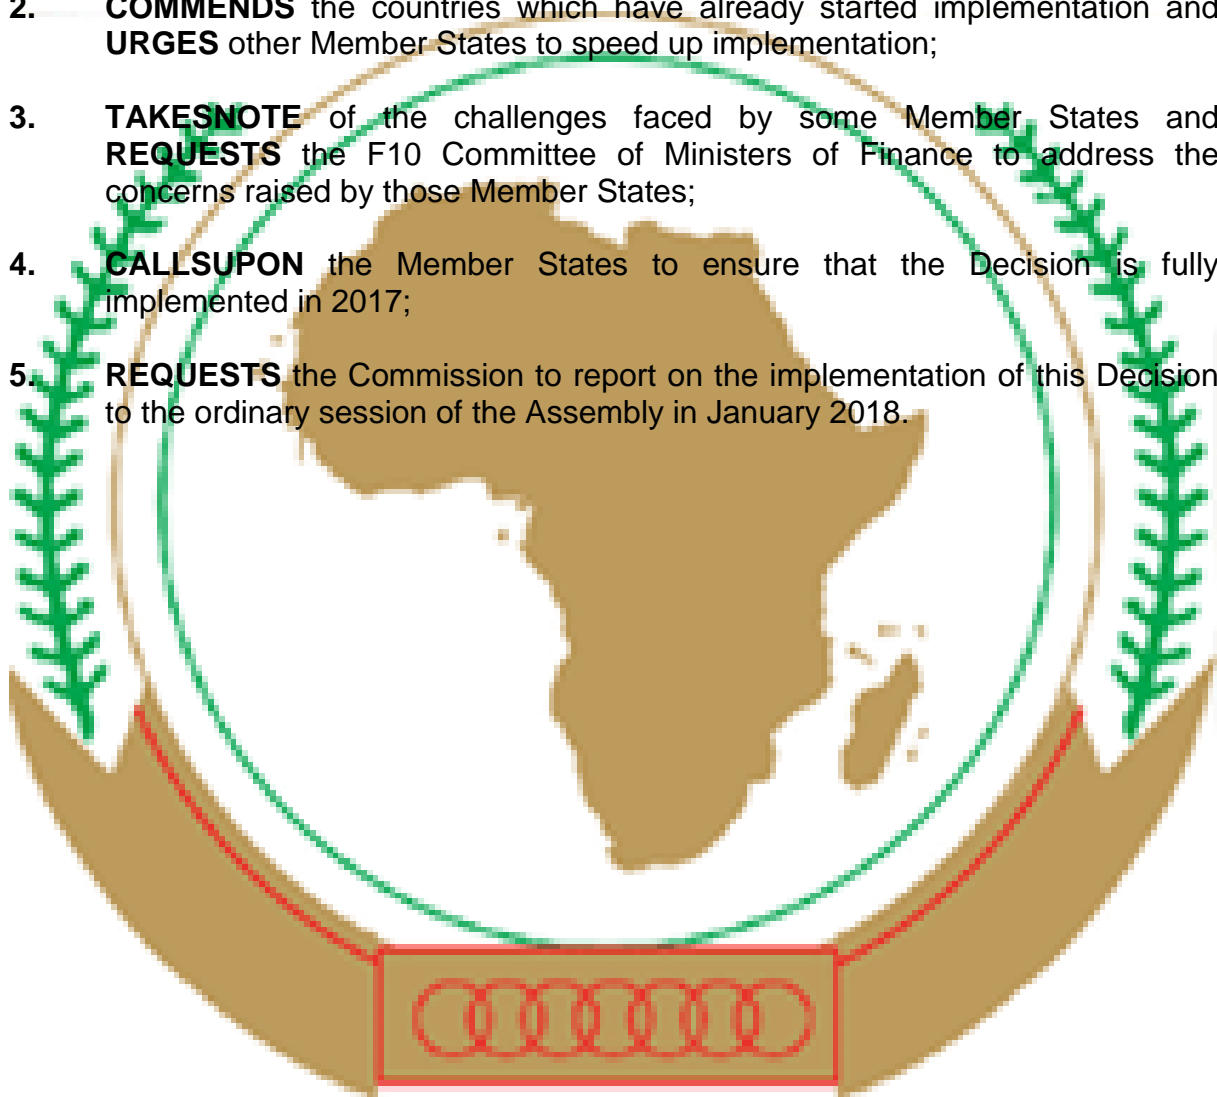 2. COMMENDS the countries which have already started implementation and
URGES other Member States to speed up implementation;
3. TAKESNOTE of the challenges faced by some Member States and
REQUESTS the F10 Committee of Ministers of Finance to address the
concerns raised by those Member States;
4. CALLSUPON the Member States to ensure that the Decision is fully
implemented in 2017;
5. REQUESTS the Commission to report on the implementation of this Decision
to the ordinary session of the Assembly in January 2018.